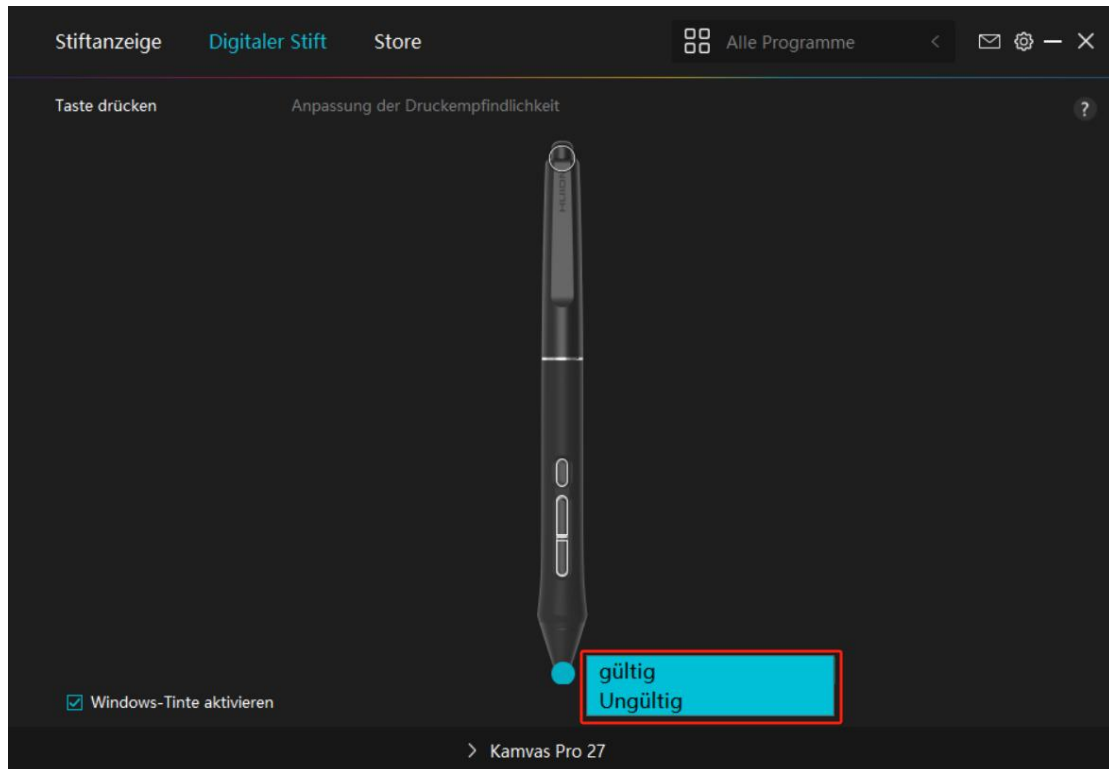 Stiftanzeige Digitaler Stift Store Alle Programme
Taste drücken Anpassung der Druckempfindlichkeit ?
HUION
gültig
Ungültig
Windows-Tinte aktivieren
Kamvas Pro 27